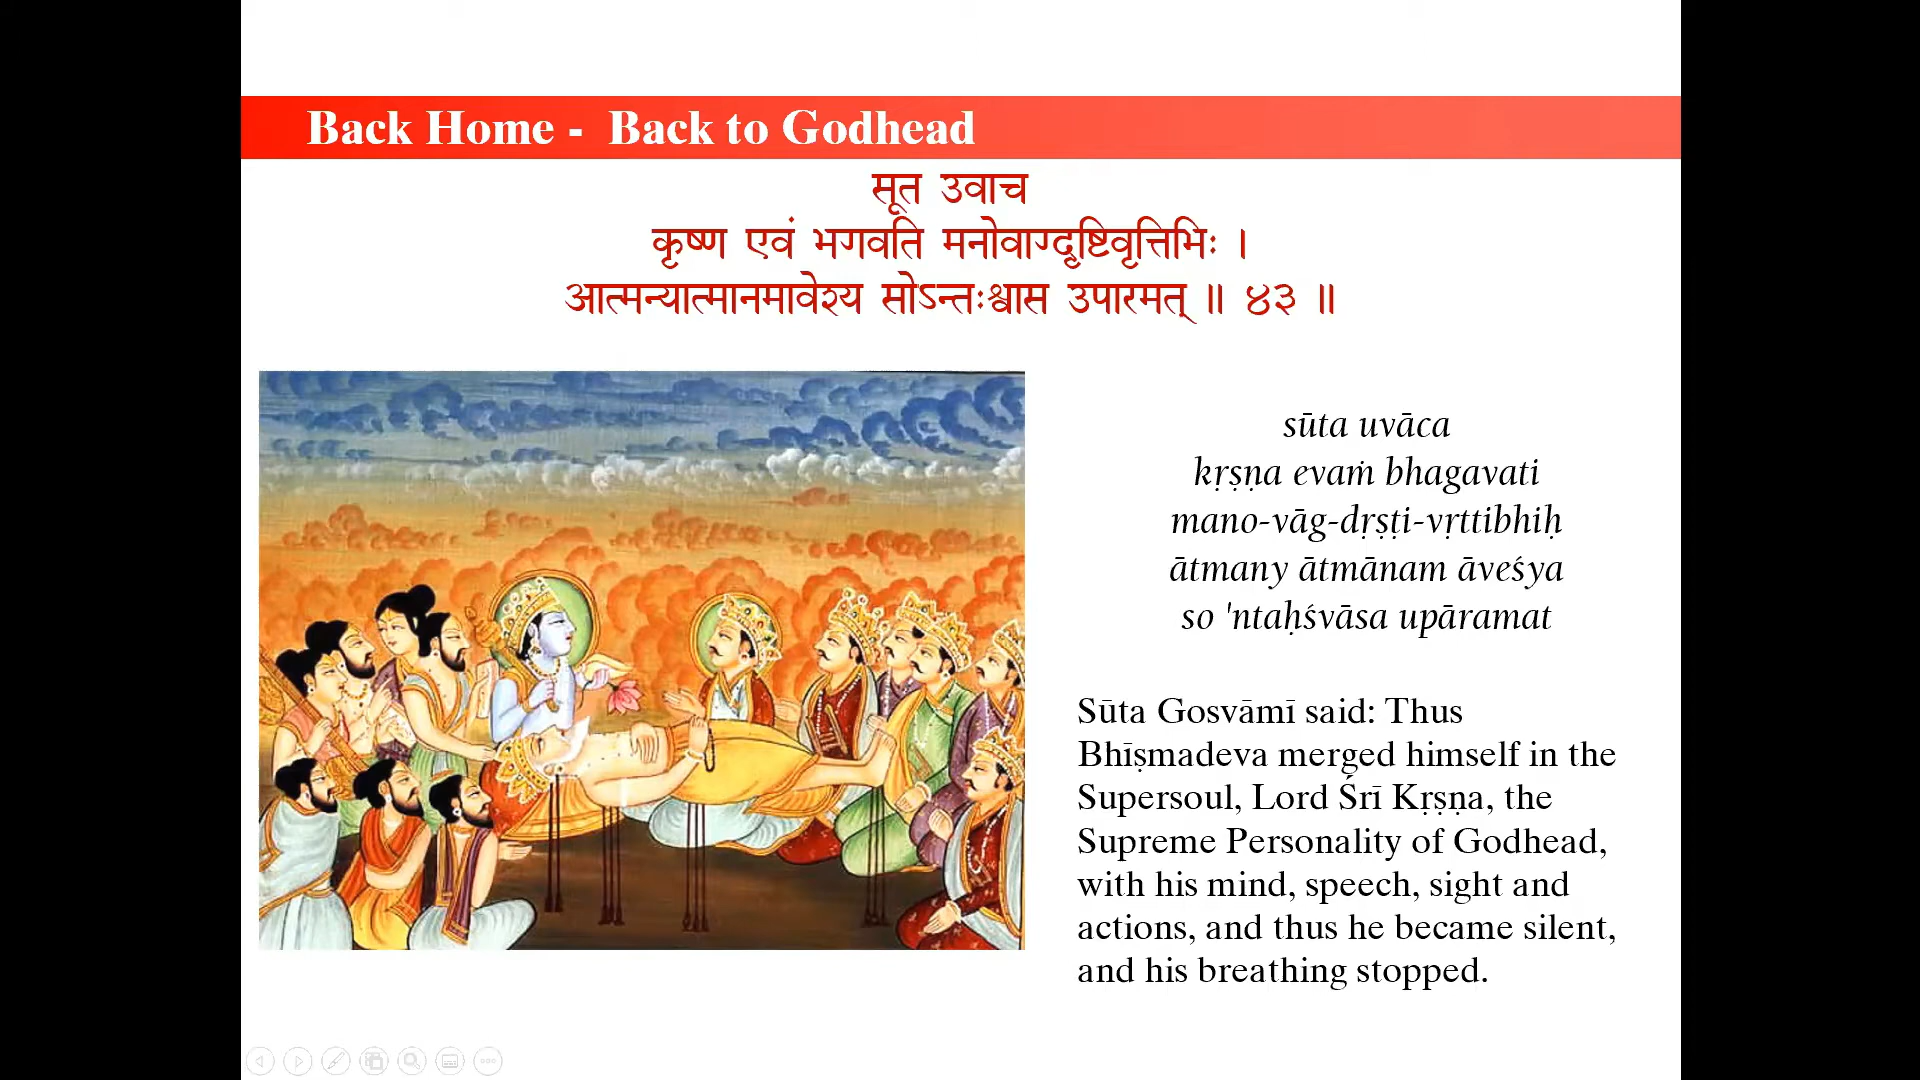 Back Home -  Back to Godhead
सूत उवाच
कृष्ण एवं भगवति मनोवाग्दृष्टिवृत्तिभिः ।
आत्मन्यात्मानमावेश्य सोऽन्तःश्वास उपारमत् ॥ ४३ ॥
sūta uvāca
kṛṣṇa evaṁ bhagavati
mano-vāg-dṛṣṭi-vṛttibhiḥ
ātmany ātmānam āveśya
so 'ntaḥśvāsa upāramat
Sūta Gosvāmī said: Thus
Bhīṣmadeva merged himself in the
Supersoul, Lord Śrī Kṛṣṇa, the
Supreme Personality of Godhead,
with his mind, speech, sight and
actions, and thus he became silent,
and his breathing stopped.